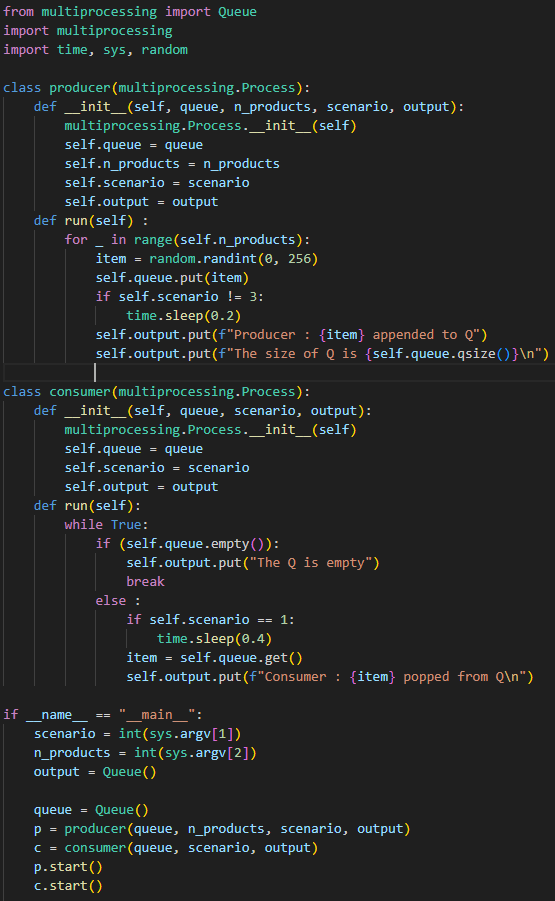 from multiprocessing import Queue
import multiprocessing
import time, sys, random

class producer(multiprocessing.Process):
    def __init__(self, queue, n_products, scenario, output):
        multiprocessing.Process.__init__(self)
        self.queue = queue
        self.n_products = n_products
        self.scenario = scenario
        self.output = output
    def run(self) :
        for _ in range(self.n_products):
            item = random.randint(0, 256)
            self.queue.put(item)
            if self.scenario != 3:
                time.sleep(0.2)
            self.output.put(f"Producer : {item} appended to Q")
            self.output.put(f"The size of Q is {self.queue.qsize()}\n")

class consumer(multiprocessing.Process):
    def __init__(self, queue, scenario, output):
        multiprocessing.Process.__init__(self)
        self.queue = queue
        self.scenario = scenario
        self.output = output
    def run(self):
        while True:
            if (self.queue.empty()):
                self.output.put("The Q is empty")
                break
            else :
                if self.scenario == 1:
                    time.sleep(0.4)
                item = self.queue.get()
                self.output.put(f"Consumer : {item} popped from Q\n")

if __name__ == "__main__":
    scenario = int(sys.argv[1])
    n_products = int(sys.argv[2])
    output = Queue()

    queue = Queue()
    p = producer(queue, n_products, scenario, output)
    c = consumer(queue, scenario, output)
    p.start()
    c.start()